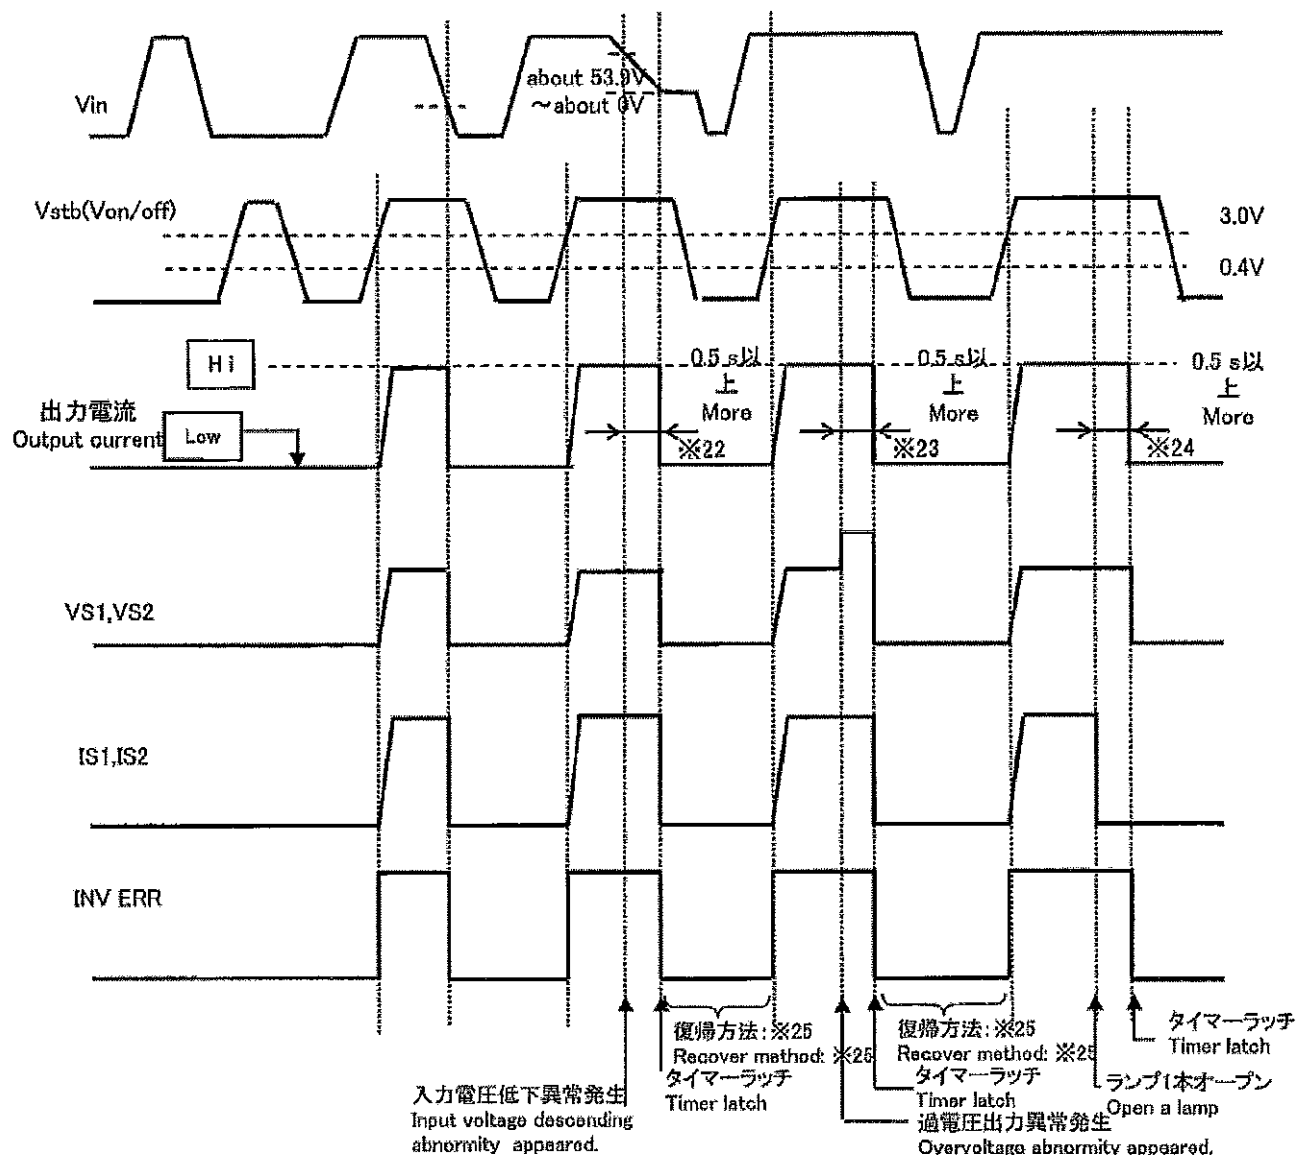 about 53.9V
Vin
~about 0V
Vstb(Von/off)
3.0V
0.4V
Hi
0.5 s以上
More
0.5 s以上
More
0.5 s以上
More
出力電流
Output current
Low
※22
※23
※24
VS1,VS2
IS1,IS2
INV ERR
復帰方法:※25
Recover method: ※25
復帰方法:※25
Recover method: ※25
タイマーラッチ
Timer latch
入力電圧低下異常発生
Input voltage descending
abnormity appeared.
タイマーラッチ
Timer latch
タイマーラッチ
Timer latch
ランプ1本オープン
Open a lamp
過電圧出力異常発生
Overvoltage abnormity appeared.